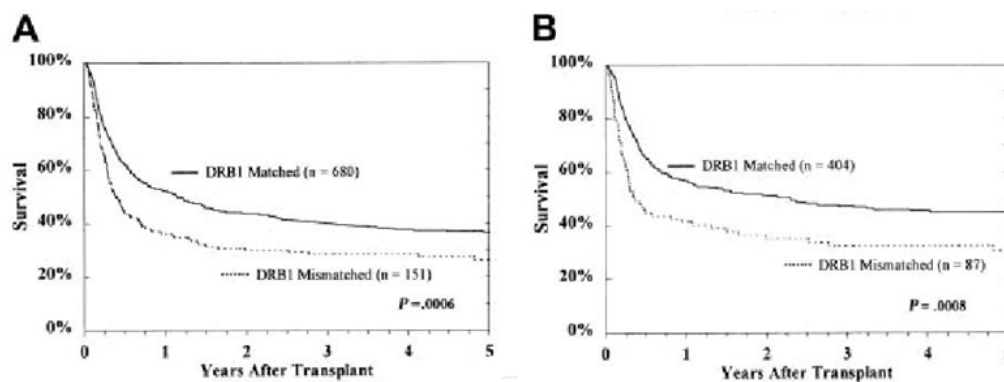 A
100%
80%
60%
40%
20%
0%
Survival
DRB1 Matched (n = 680)
DRB1 Mismatched (n = 151)
P = .0006
0 1 2 3 4 5
Years After Transplant
B
100%
80%
60%
40%
20%
0%
Survival
DRB1 Matched (n = 404)
DRB1 Mismatched (n = 87)
P = .0008
0 1 2 3 4
Years After Transplant